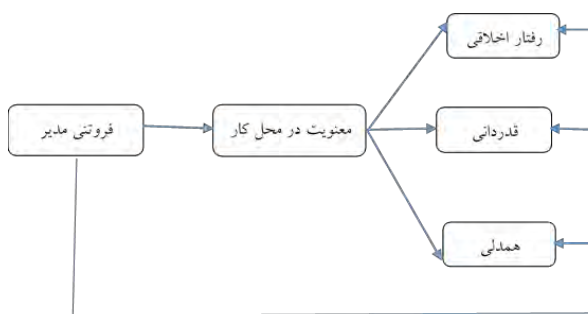 رفتار اخلاقی
فروتنی مدیر
معنویت در محل کار
قدردانی
همدلی